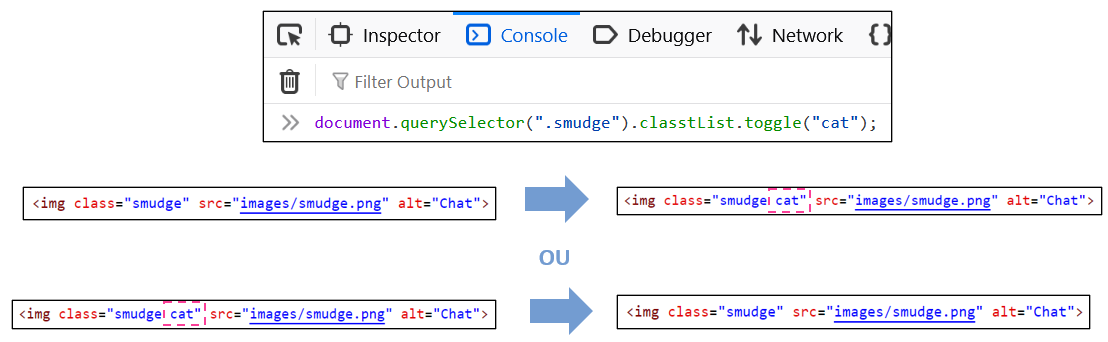 Inspector Console Debugger Network {}
Filter Output
>> document.querySelector(".smudge").classtList.toggle("cat");
<img class="smudge" src="images/smudge.png" alt="Chat">
<img class="smudge cat" src="images/smudge.png" alt="Chat">
OU
<img class="smudge cat" src="images/smudge.png" alt="Chat">
<img class="smudge" src="images/smudge.png" alt="Chat">